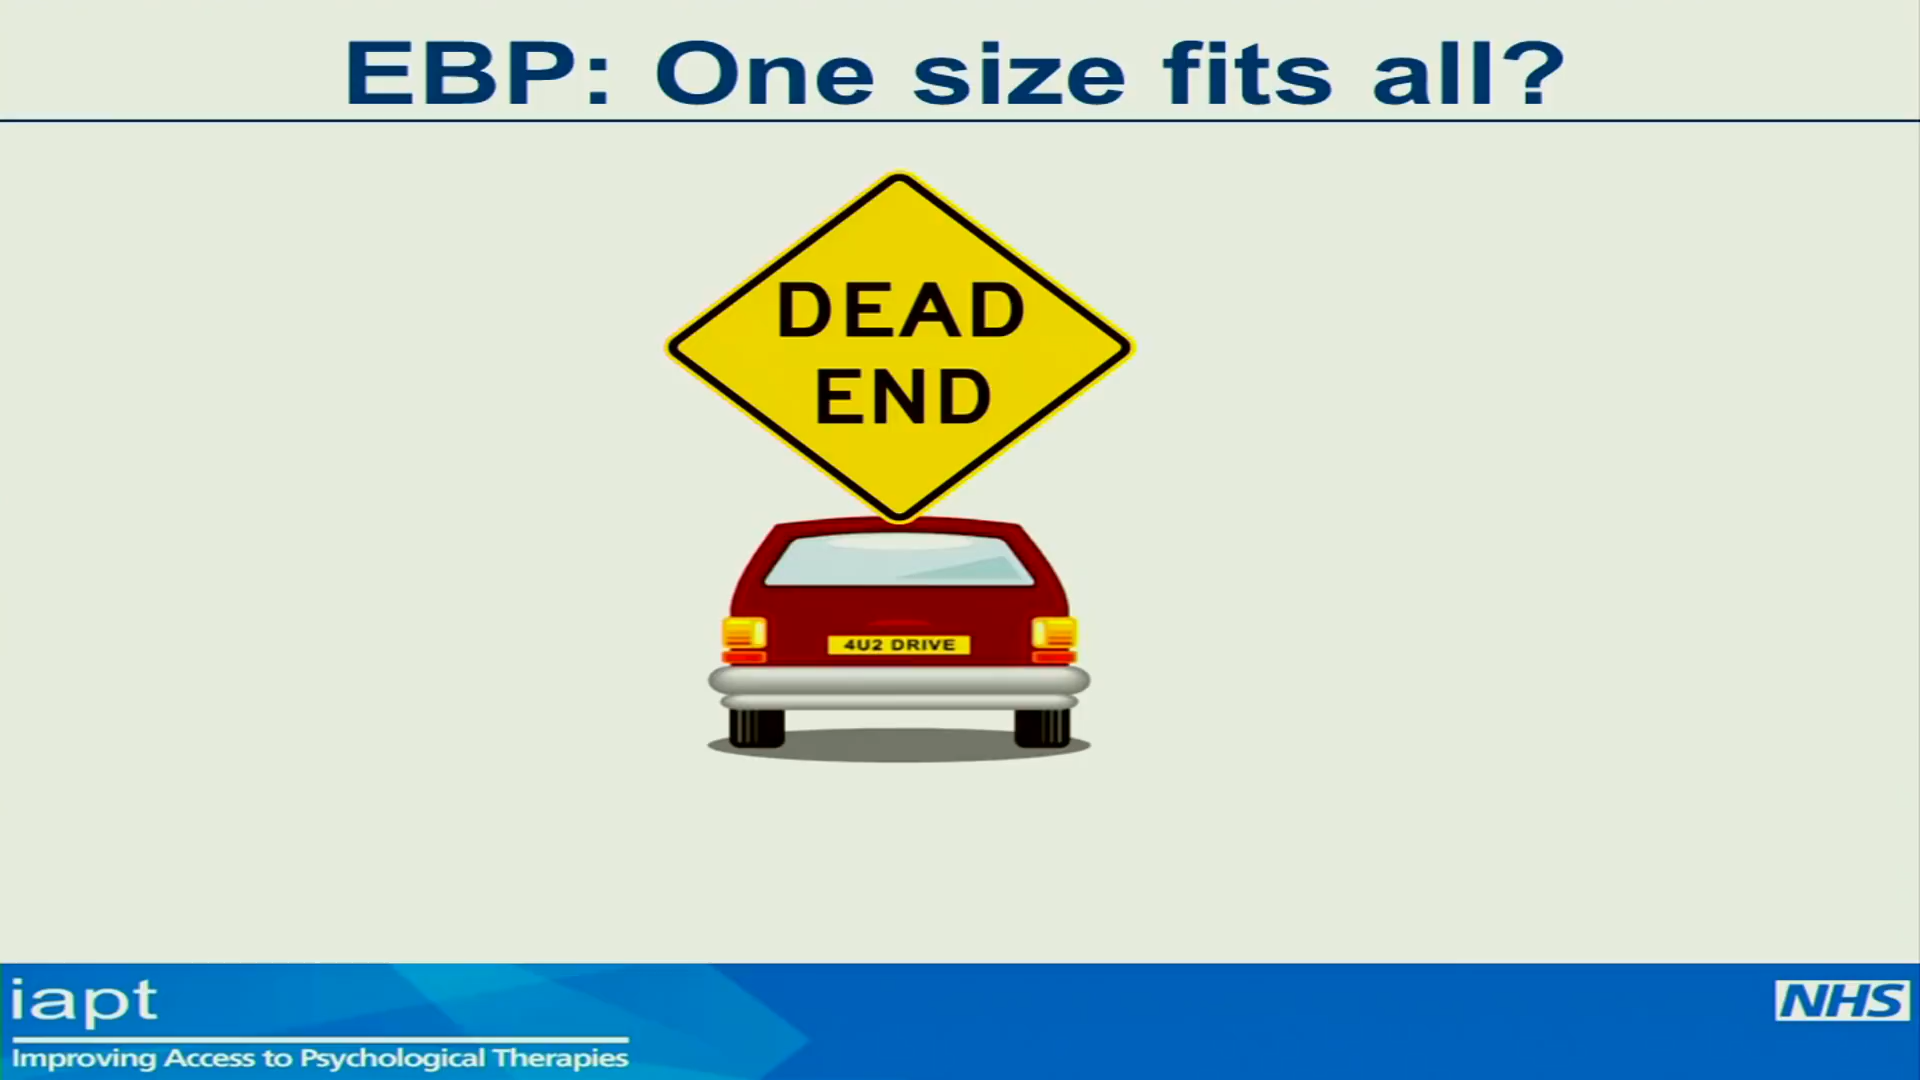 EBP: One size fits all?
DEAD
END
4U2 DRIVE
iapt
Improving Access to Psychological Therapies
NHS